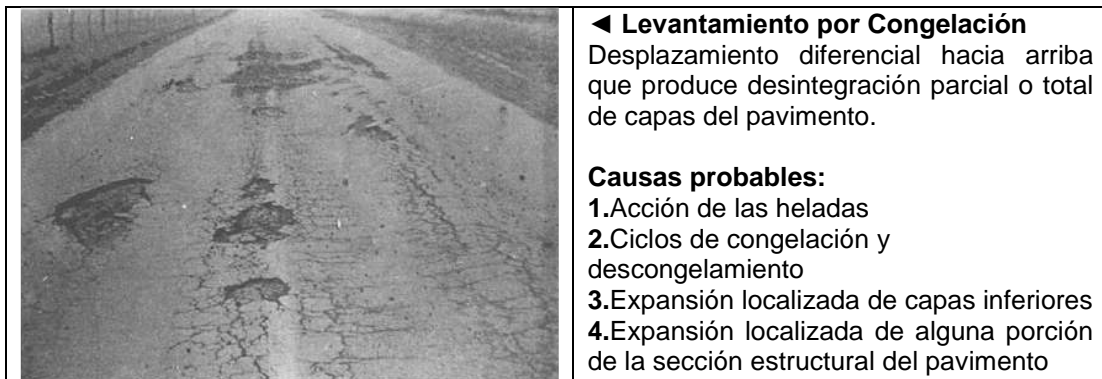 ◄ Levantamiento por Congelación
Desplazamiento diferencial hacia arriba
que produce desintegración parcial o total
de capas del pavimento.
Causas probables:
1.Acción de las heladas
2.Ciclos de congelación y
descongelamiento
3.Expansión localizada de capas inferiores
4.Expansión localizada de alguna porción
de la sección estructural del pavimento